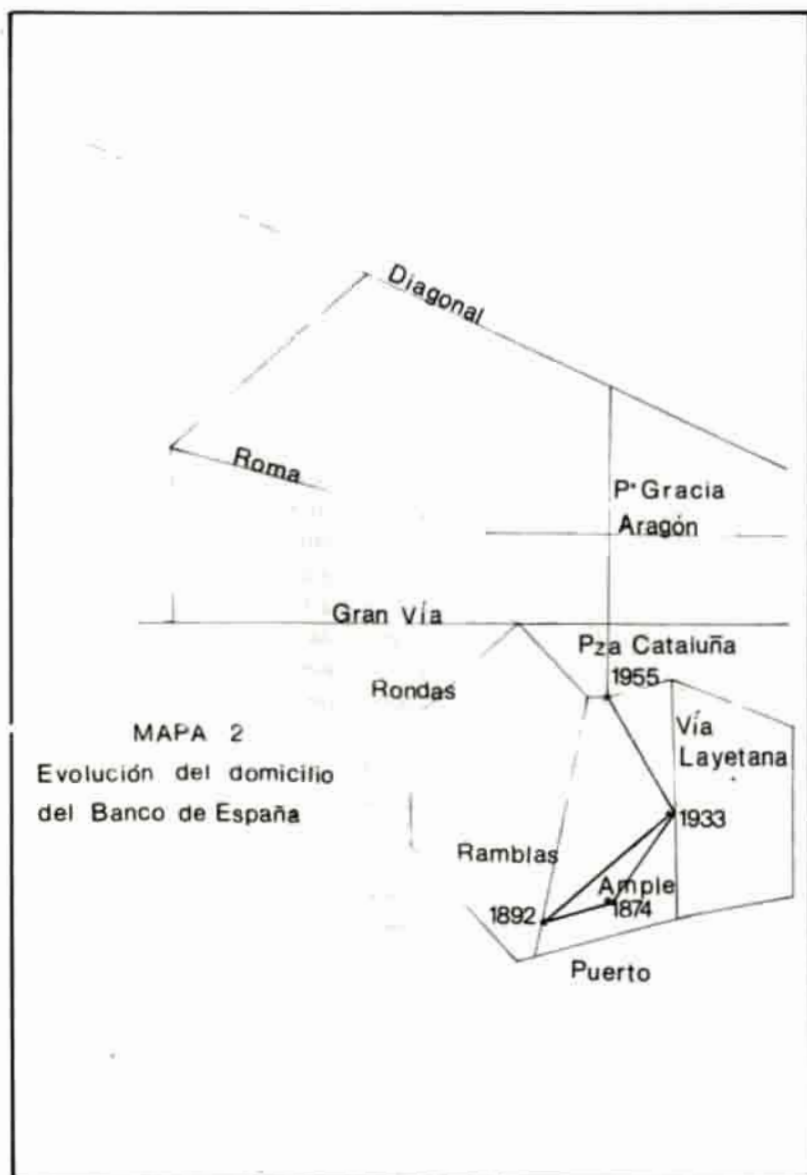 Diagonal
Roma
Pº Gracia
Aragón
Gran Vía
Pza Cataluña
1955
Rondas
MAPA 2
Evolución del domicilio
del Banco de España
Vía
Layetana
1933
Ramblas
Ample
1892
1874
Puerto